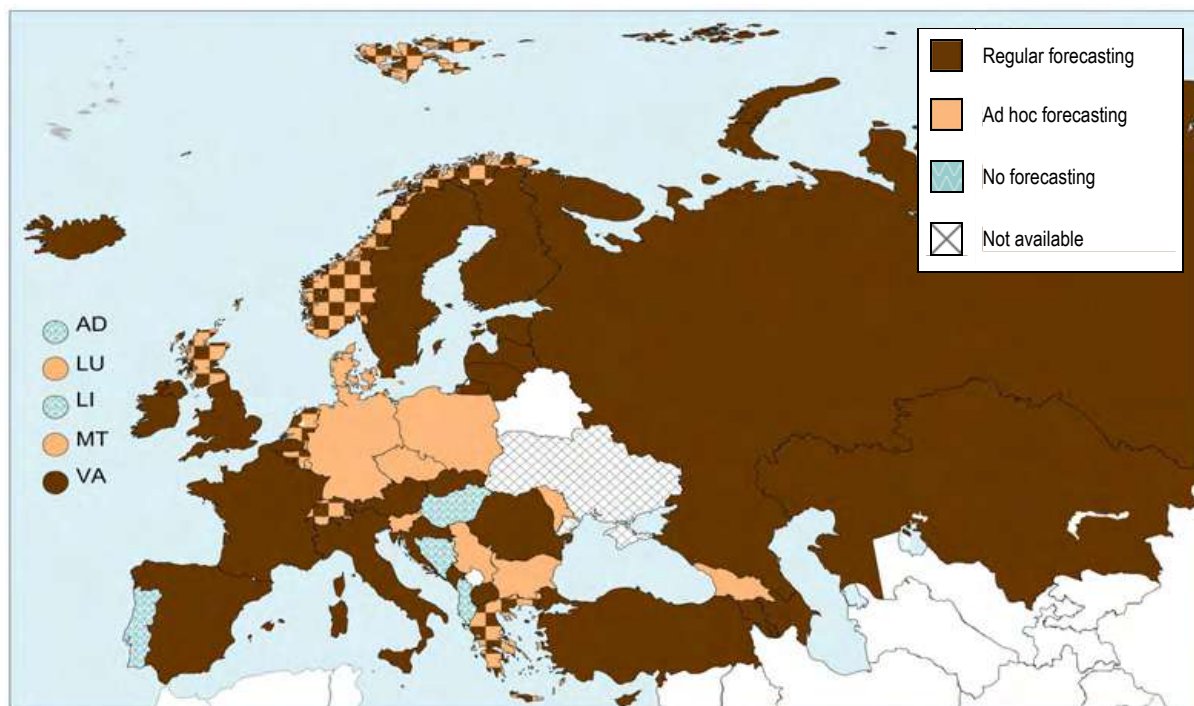 Regular forecasting
Ad hoc forecasting
No forecasting
Not available
AD
LU
LI
MT
VA